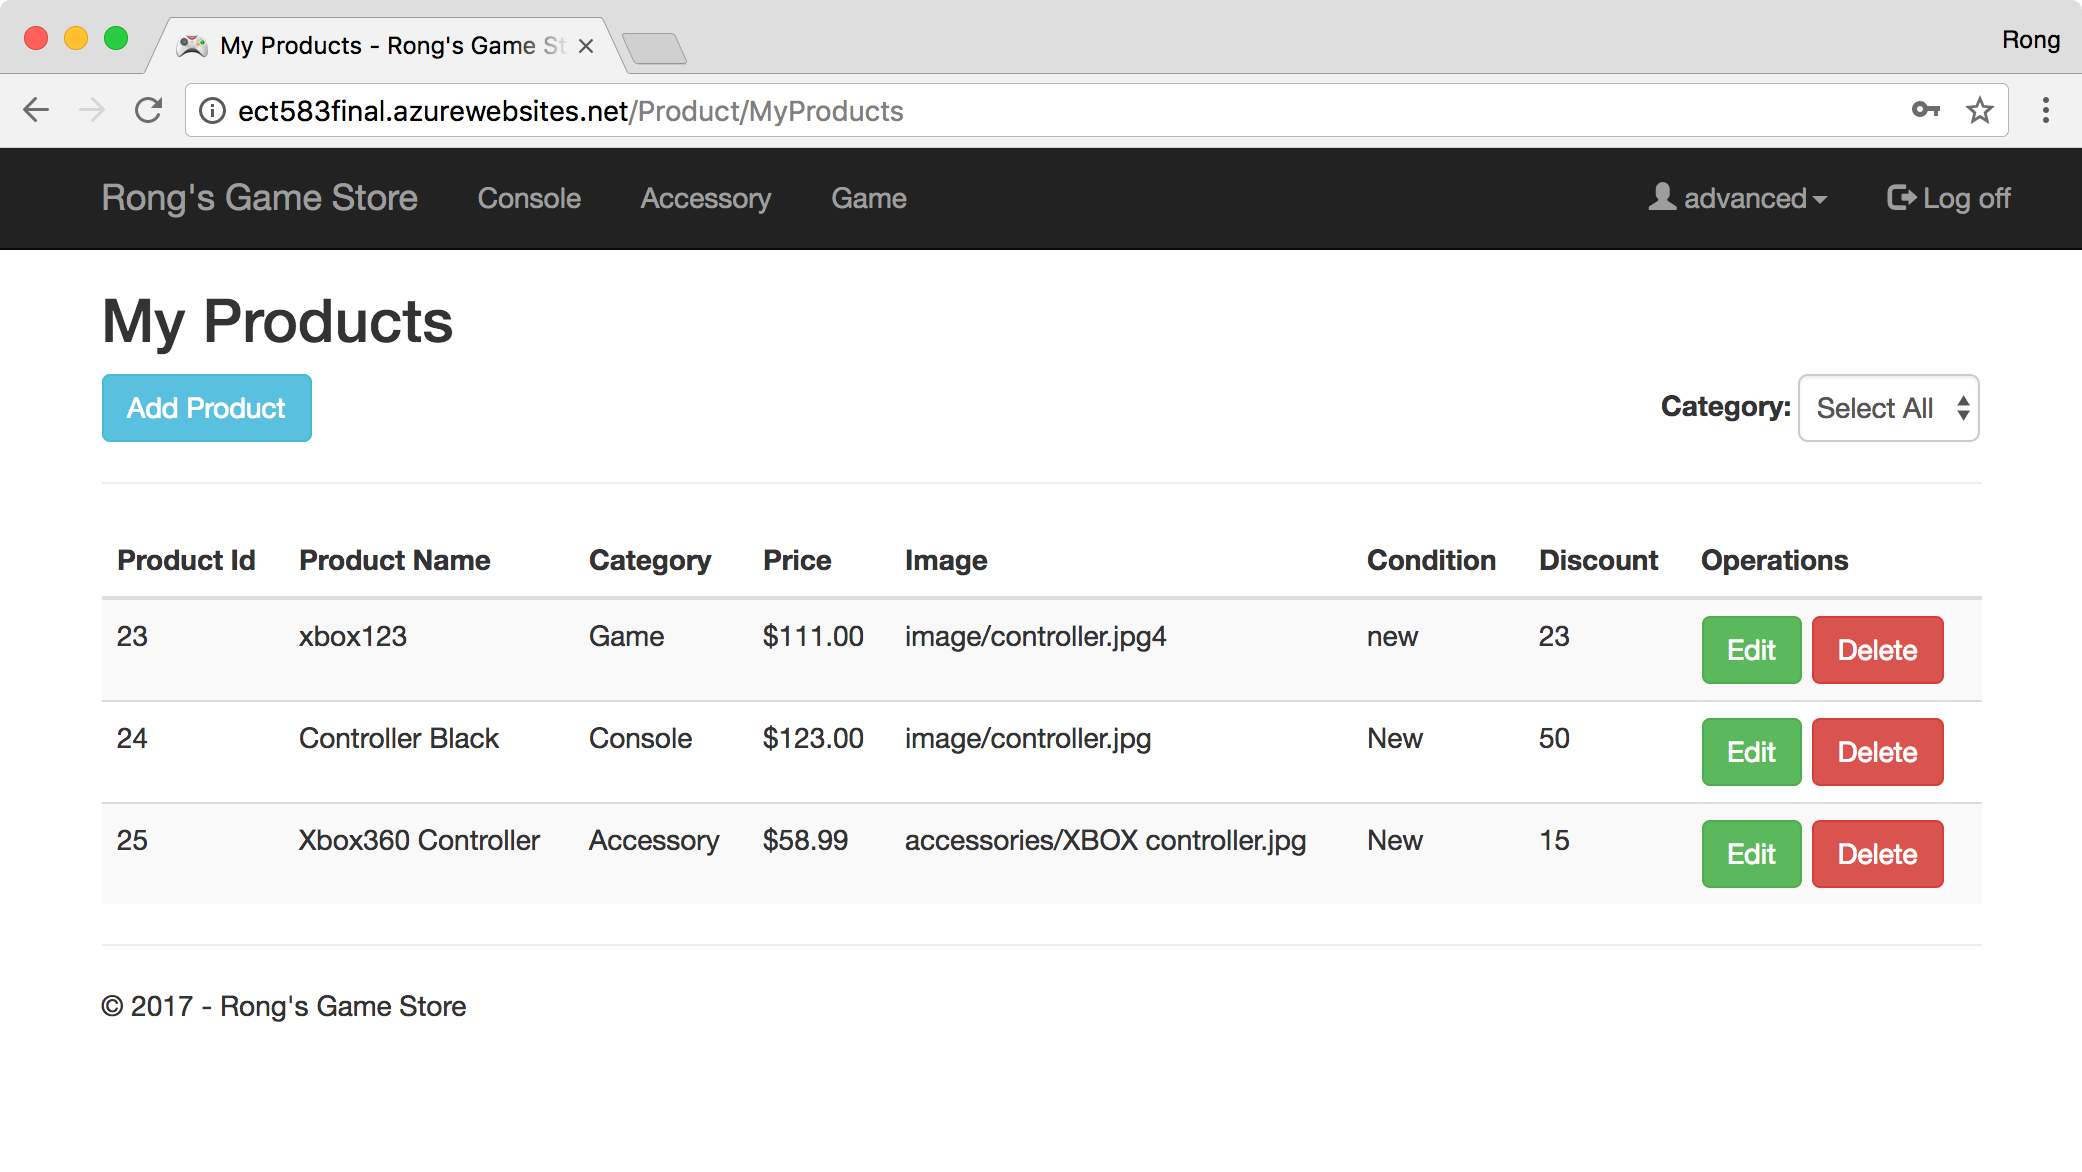 My Products - Rong's Game St
Rong
ect583final.azurewebsites.net/Product/MyProducts
Rong's Game Store Console Accessory Game advanced Log off
My Products
Add Product Category: Select All
Product Id Product Name Category Price Image Condition Discount Operations
23 xbox123 Game $111.00 image/controller.jpg4 new 23 Edit Delete
24 Controller Black Console $123.00 image/controller.jpg New 50 Edit Delete
25 Xbox360 Controller Accessory $58.99 accessories/XBOX controller.jpg New 15 Edit Delete
© 2017 - Rong's Game Store